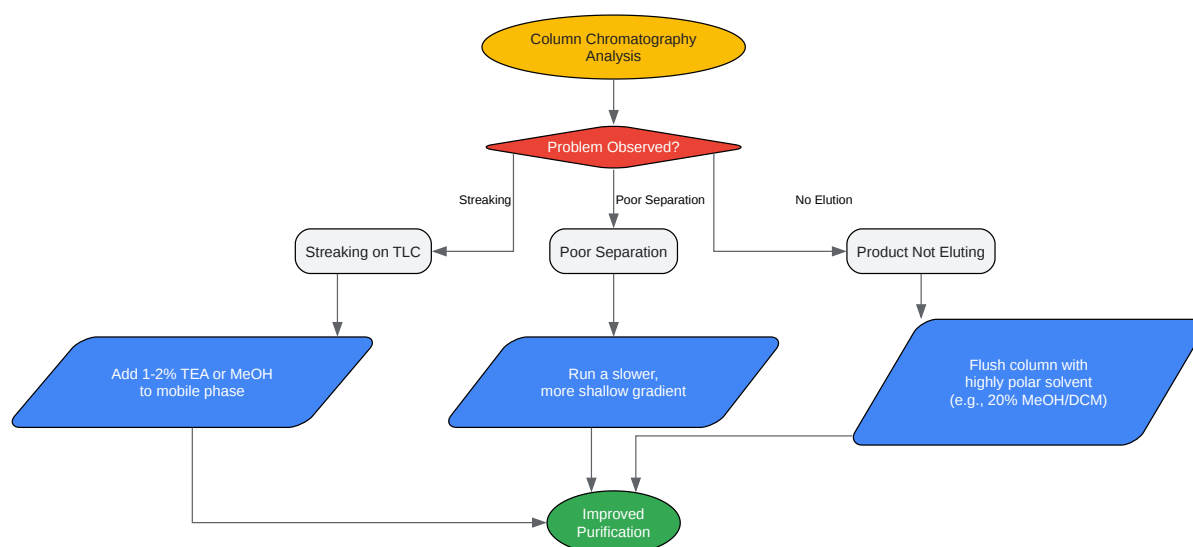 Column Chromatography
Analysis
Problem Observed?
Streaking
Poor Separation
No Elution
Streaking on TLC
Poor Separation
Product Not Eluting
Add 1-2% TEA or MeOH
to mobile phase
Run a slower,
more shallow gradient
Flush column with
highly polar solvent
(e.g., 20% MeOH/DCM)
Improved
Purification